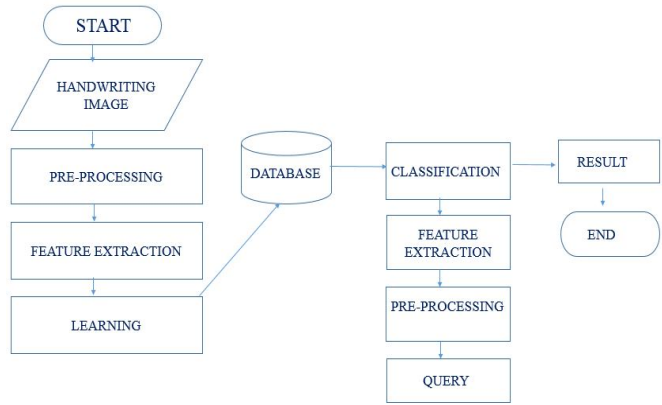 START
HANDWRITING
IMAGE
PRE-PROCESSING
FEATURE EXTRACTION
LEARNING
DATABASE
CLASSIFICATION
FEATURE
EXTRACTION
PRE-PROCESSING
QUERY
RESULT
END